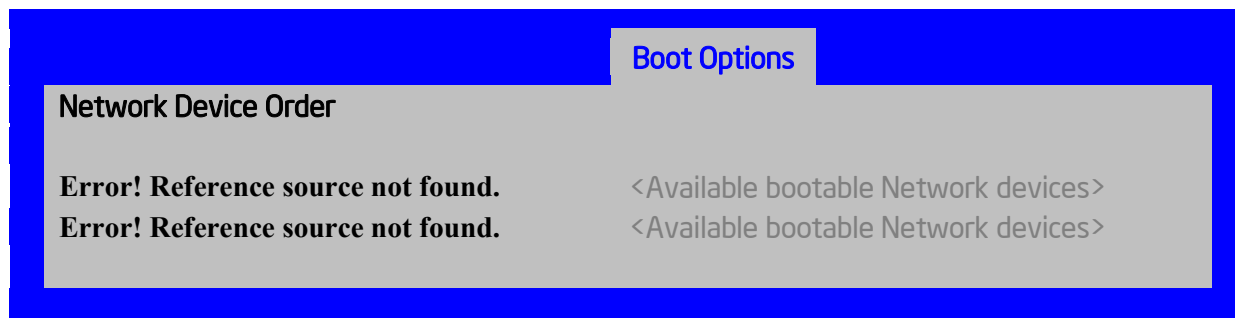 Boot Options
Network Device Order
Error! Reference source not found. <Available bootable Network devices>
Error! Reference source not found. <Available bootable Network devices>